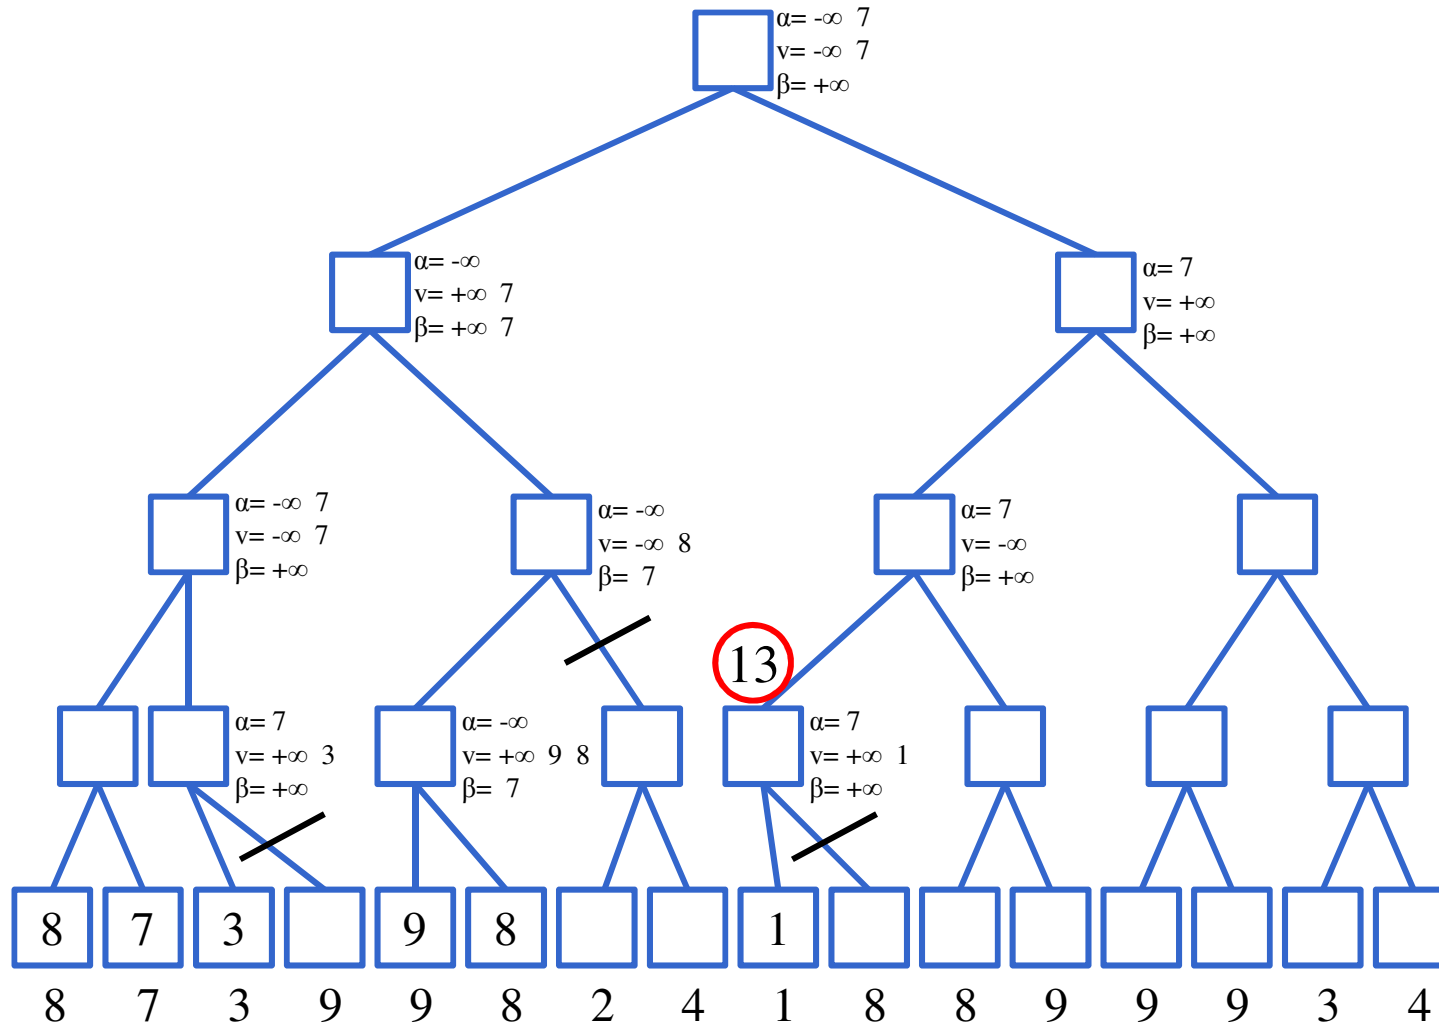 α= -∞ 7
v= -∞ 7
β= +∞
α= -∞
v= +∞ 7
β= +∞ 7
α= 7
v= +∞
β= +∞
α= -∞ 7
v= -∞ 7
β= +∞
α= -∞
v= -∞ 8
β= 7
α= 7
v= -∞
β= +∞
13
α= 7
v= +∞ 3
β= +∞
α= -∞
v= +∞ 9 8
β= 7
α= 7
v= +∞ 1
β= +∞
8 7 3 9 8 1
8 7 3 9 9 8 2 4 1 8 8 9 9 9 3 4